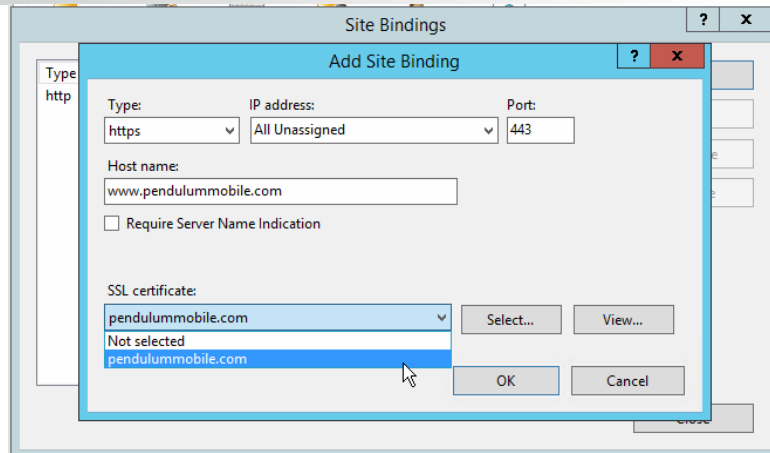 Site Bindings
? x
Add Site Binding
? x
Type
http
Type: IP address: Port:
https All Unassigned 443
Host name:
www.pendulummobile.com
Require Server Name Indication
SSL certificate:
pendulummobile.com Select... View...
Not selected
pendulummobile.com
OK Cancel
Close